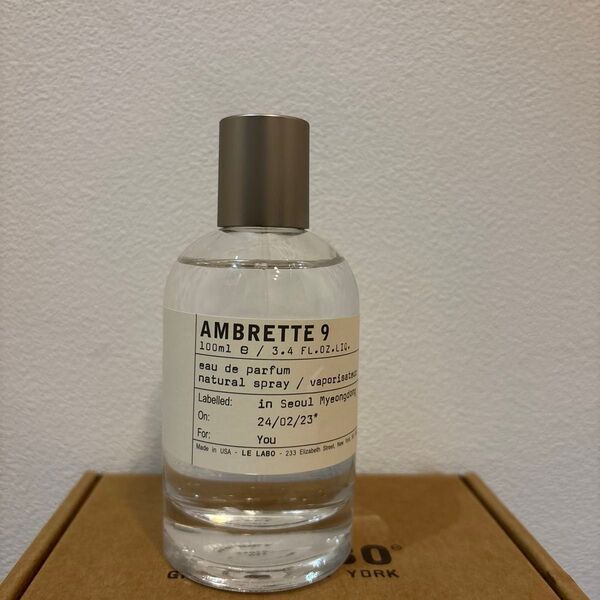 AMBRETTE 9
100ml e / 3.4 FL.OZ.LIQ.
eau de parfum
natural spray / vaporisateur
Labelled: in Seoul Myeongdong
On: 24/02/23*
For: You
Made in USA - LE LABO - 233 Elizabeth Street, New York,
BO®
YORK